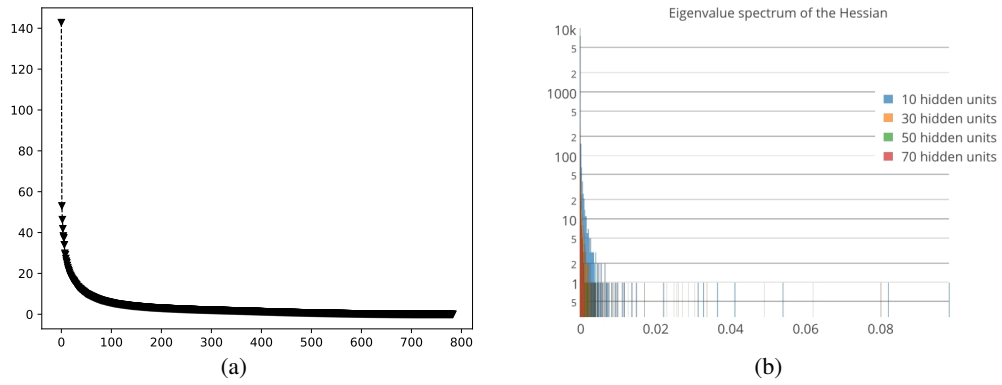 140
120
100
80
60
40
20
0
0 100 200 300 400 500 600 700 800
(a)
Eigenvalue spectrum of the Hessian
10k
5
2
1000
5
2
100
5
2
10
5
2
1
5
0 0.02 0.04 0.06 0.08
10 hidden units
30 hidden units
50 hidden units
70 hidden units
(b)